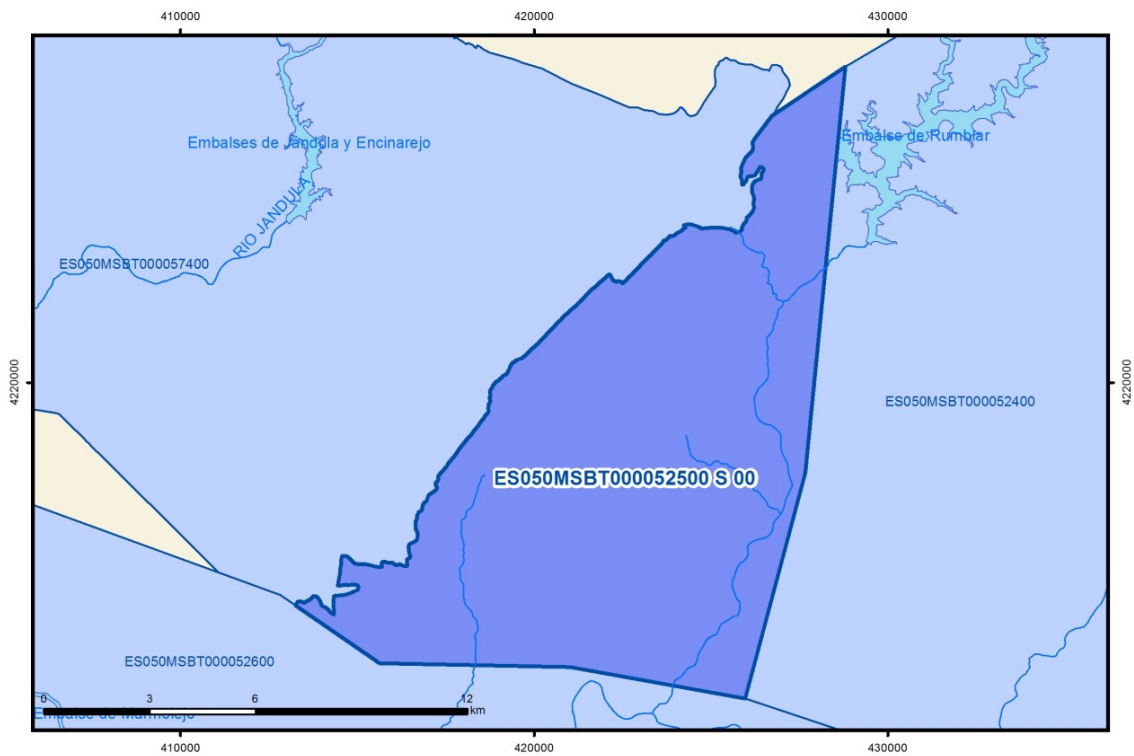 410000 420000 430000
Embalses de Jándula y Encinarejo
Embalse de Rumblar
RIO JANDULA
ES050MSBT000057400
4220000 4220000
ES050MSBT000052400
ES050MSBT000052500 S 00
ES050MSBT000052600
0 3 6 12
km
Embalse de Marmolejo
410000 420000 430000